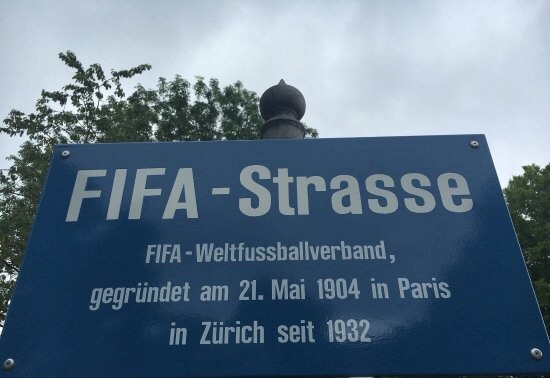 FIFA-Strasse
FIFA-Weltfussballverband,
gegründet am 21. Mai 1904 in Paris
in Zürich seit 1932